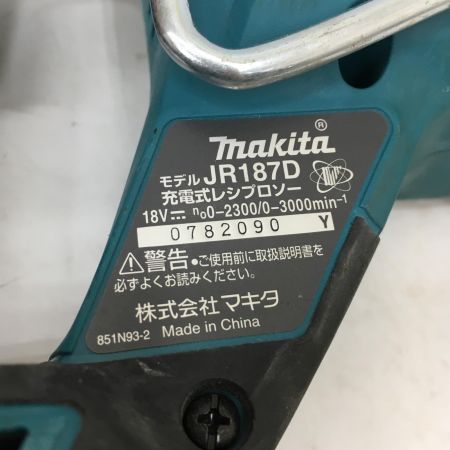 makita®
モデル JR187D
充電式レシプロソー
18V⎓ n₀0-2300/0-3000min⁻¹
0782090 Y
⚠警告・ご使用前に取扱説明書を
必ずよくお読みください。
株式会社マキタ
851N93-2 Made in China